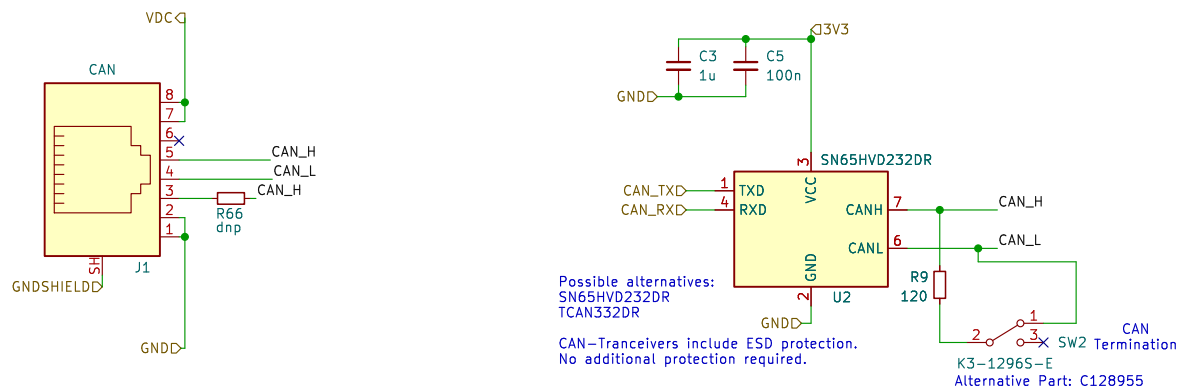 VDC
CAN
8
7
6
5
4
3
2
1
CAN_H
CAN_L
CAN_H
R66
dnp
SH
J1
GNDSHIELD
GND
3V3
C3
1u
C5
100n
GND
3
SN65HVD232DR
CAN_TX
1
TXD
VCC
CAN_RX
4
RXD
CANH
7
CAN_H
CANL
6
CAN_L
GND
2
U2
GND
R9
120
Possible alternatives:
SN65HVD232DR
TCAN332DR
CAN-Tranceivers include ESD protection.
No additional protection required.
1
2
3
SW2
CAN
Termination
K3-1296S-E
Alternative Part: C128955